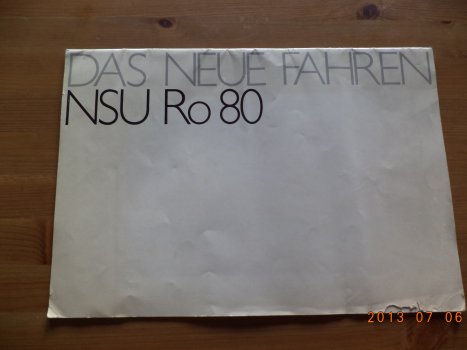 DAS NEUE FAHREN
NSU Ro 80
2013 07 06